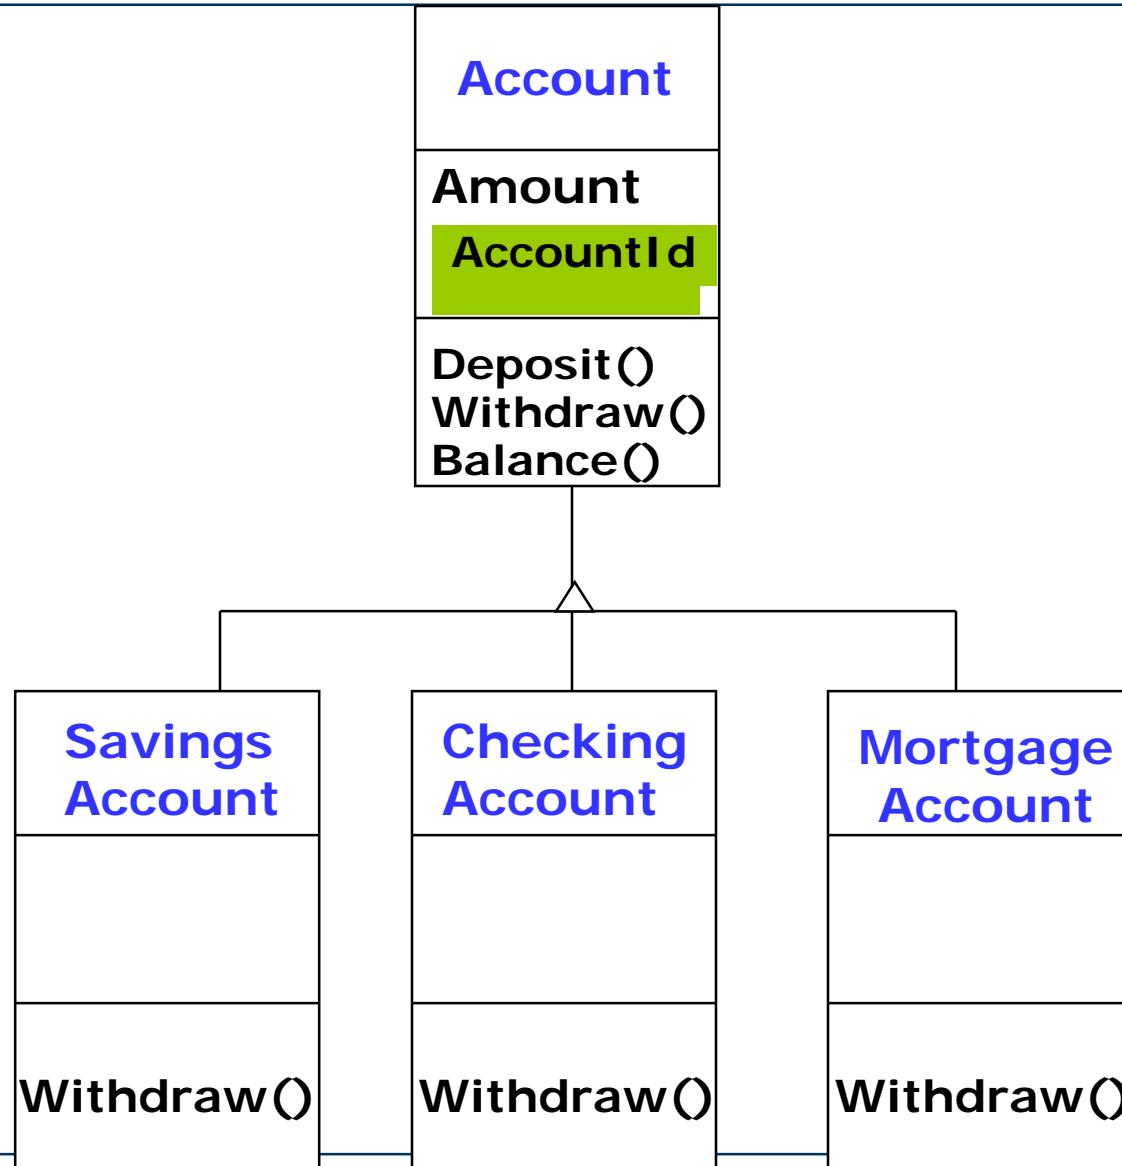 Account
Amount
AccountId
Deposit()
Withdraw()
Balance()
Savings
Account
Checking
Account
Mortgage
Account
Withdraw()
Withdraw()
Withdraw()